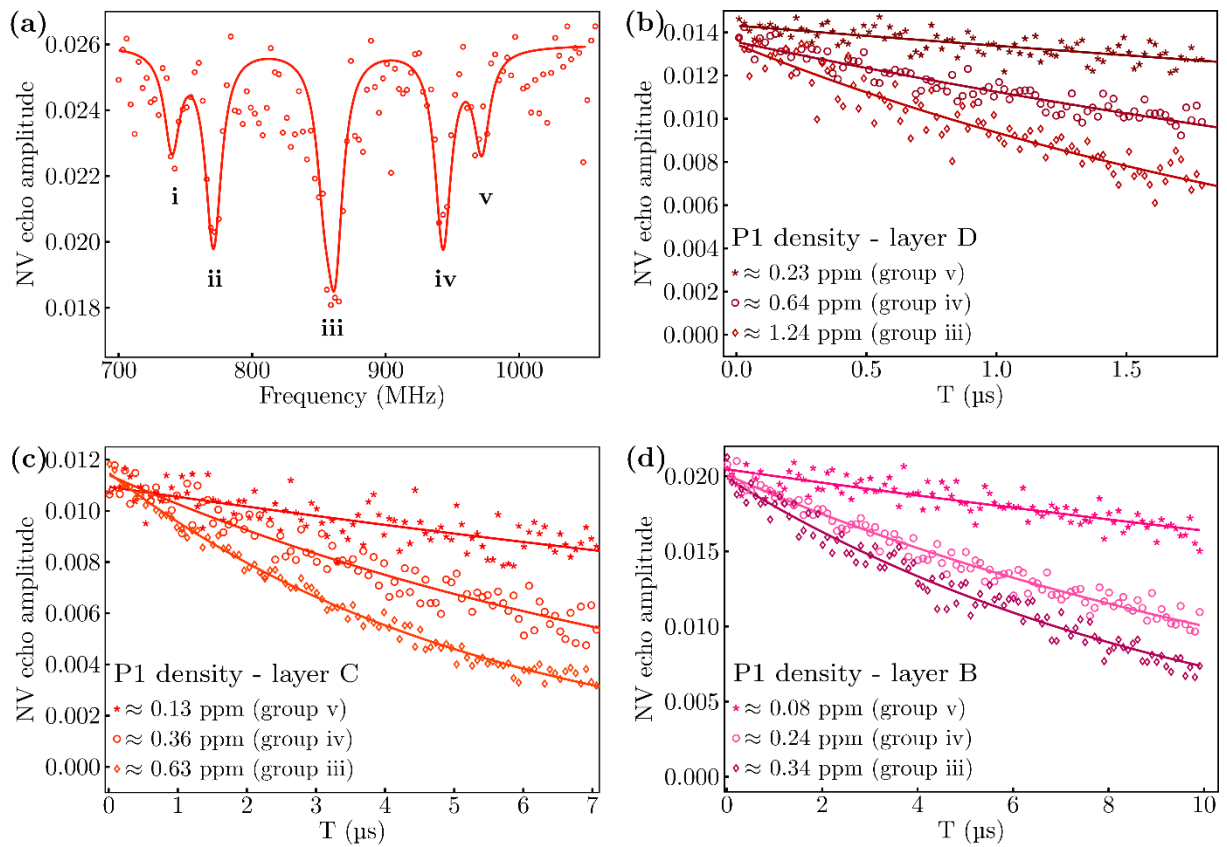 (a)
NV echo amplitude
0.026
0.024
0.022
0.020
0.018
i
ii
iii
iv
v
700 800 900 1000
Frequency (MHz)
(b)
NV echo amplitude
0.014
0.012
0.010
0.008
0.006
0.004
0.002
0.000
P1 density - layer D
≈ 0.23 ppm (group v)
≈ 0.64 ppm (group iv)
≈ 1.24 ppm (group iii)
0.0 0.5 1.0 1.5
T (µs)
(c)
NV echo amplitude
0.012
0.010
0.008
0.006
0.004
0.002
0.000
P1 density - layer C
≈ 0.13 ppm (group v)
≈ 0.36 ppm (group iv)
≈ 0.63 ppm (group iii)
0 1 2 3 4 5 6 7
T (µs)
(d)
NV echo amplitude
0.020
0.015
0.010
0.005
0.000
P1 density - layer B
≈ 0.08 ppm (group v)
≈ 0.24 ppm (group iv)
≈ 0.34 ppm (group iii)
0 2 4 6 8 10
T (µs)